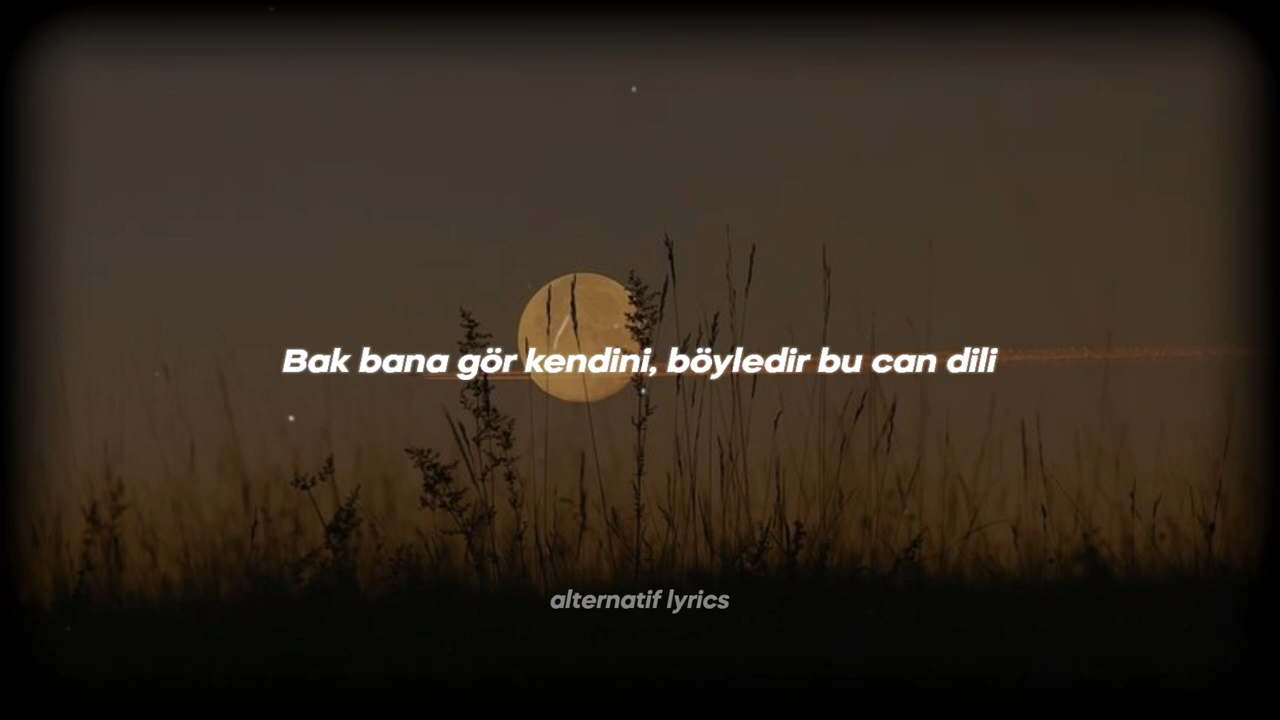 Bak bana gör kendini, böyledir bu can dili
alternatif lyrics